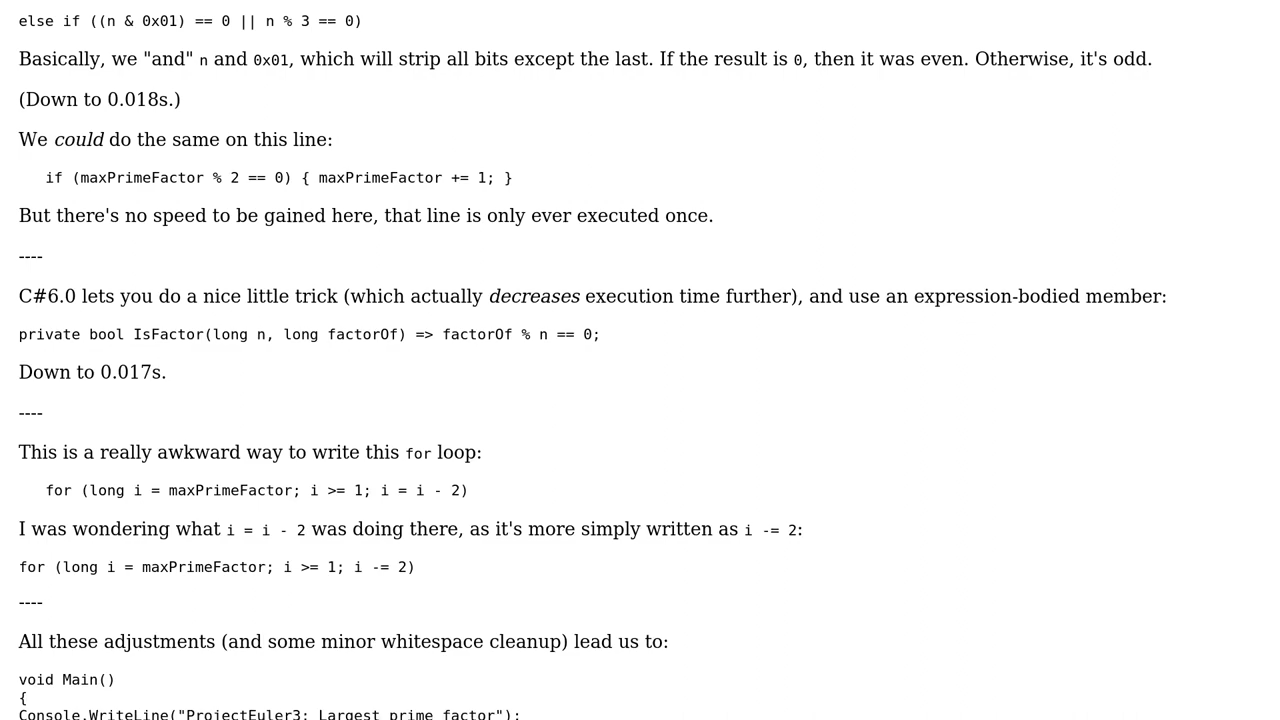 else if ((n & 0x01) == 0 || n % 3 == 0)
Basically, we "and" n and 0x01, which will strip all bits except the last. If the result is 0, then it was even. Otherwise, it's odd.
(Down to 0.018s.)
We could do the same on this line:
if (maxPrimeFactor % 2 == 0) { maxPrimeFactor += 1; }
But there's no speed to be gained here, that line is only ever executed once.
----
C#6.0 lets you do a nice little trick (which actually decreases execution time further), and use an expression-bodied member:
private bool IsFactor(long n, long factorOf) => factorOf % n == 0;
Down to 0.017s.
----
This is a really awkward way to write this for loop:
for (long i = maxPrimeFactor; i >= 1; i = i - 2)
I was wondering what i = i - 2 was doing there, as it's more simply written as i -= 2:
for (long i = maxPrimeFactor; i >= 1; i -= 2)
----
All these adjustments (and some minor whitespace cleanup) lead us to:
void Main()
{
Console.WriteLine("ProjectEuler3: Largest prime factor");